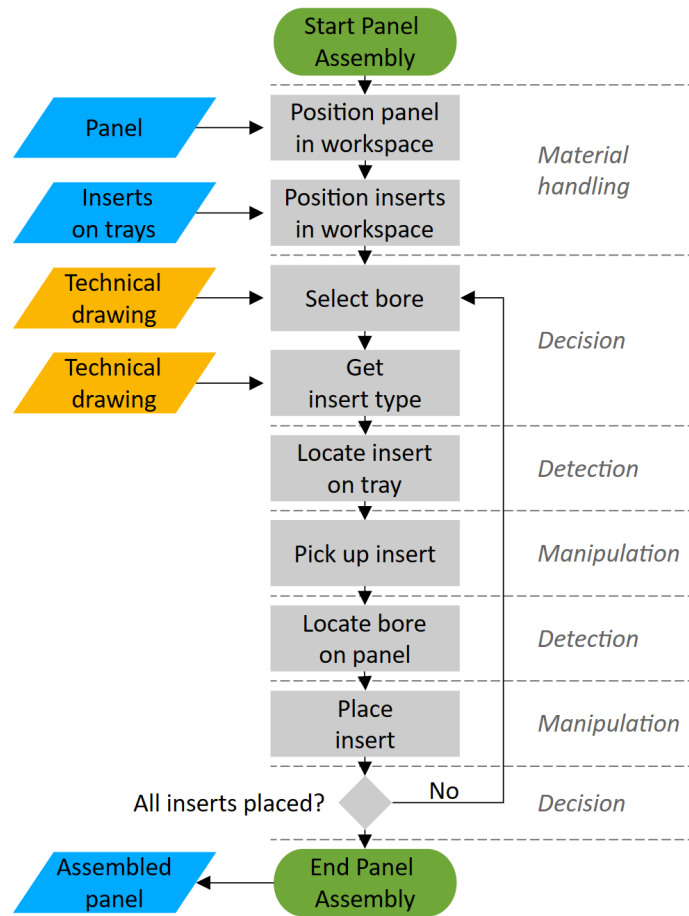 Start Panel
Assembly
Panel
Position panel
in workspace
Material
handling
Inserts
on trays
Position inserts
in workspace
Technical
drawing
Select bore
Decision
Technical
drawing
Get
insert type
Locate insert
on tray
Detection
Pick up insert
Manipulation
Locate bore
on panel
Detection
Place
insert
Manipulation
All inserts placed?
No
Decision
Assembled
panel
End Panel
Assembly